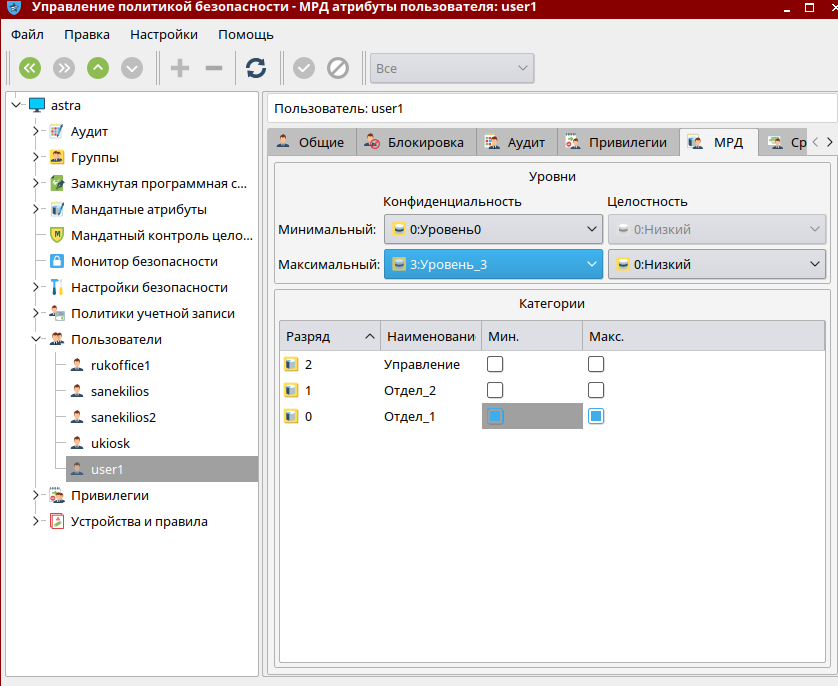 Управление политикой безопасности - МРД атрибуты пользователя: user1
Файл Правка Настройки Помощь
Все
astra
Аудит
Группы
Замкнутая программная с...
Мандатные атрибуты
Мандатный контроль цело...
Монитор безопасности
Настройки безопасности
Политики учетной записи
Пользователи
rukoffice1
sanekilios
sanekilios2
ukiosk
user1
Привилегии
Устройства и правила
Пользователь: user1
Общие Блокировка Аудит Привилегии МРД Ср
Уровни
Конфиденциальность Целостность
Минимальный: 0:Уровень0 0:Низкий
Максимальный: 3:Уровень_3 0:Низкий
Категории
Разряд Наименовани Мин. Макс.
2 Управление
1 Отдел_2
0 Отдел_1